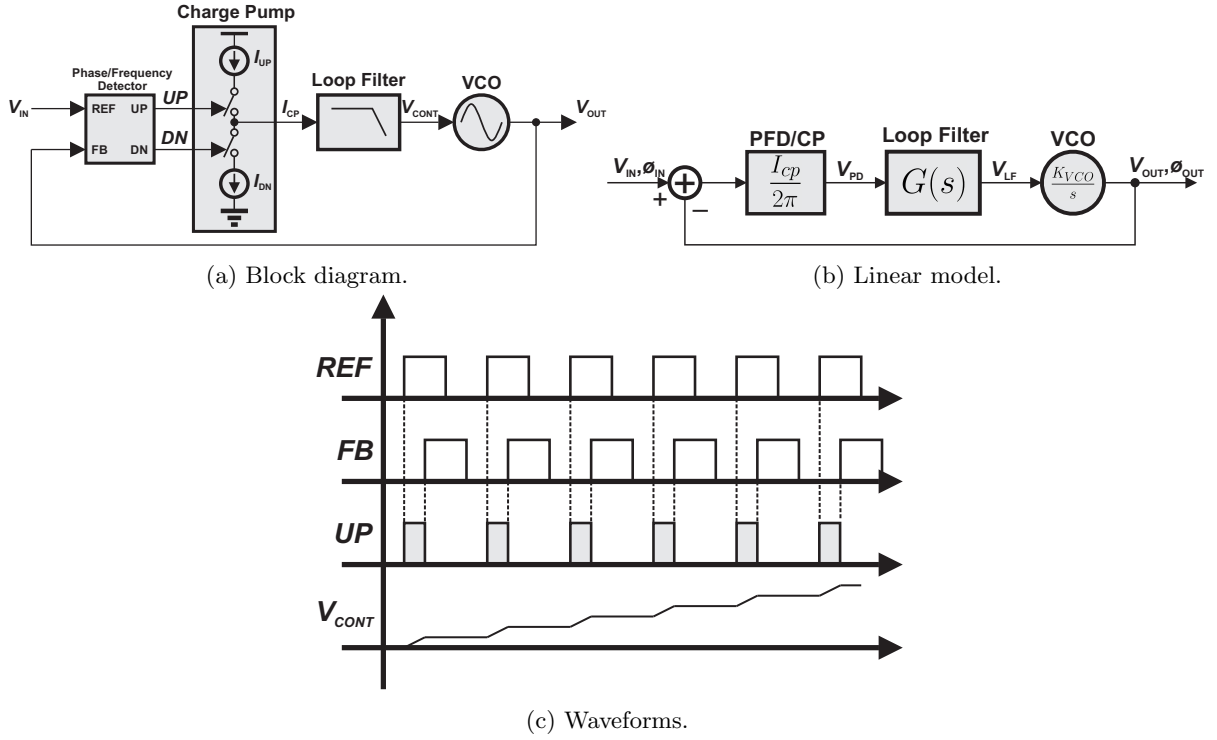 Charge Pump
I_UP
Phase/Frequency
Detector
V_IN
REF UP
UP
FB DN
DN
I_CP
Loop Filter
V_CONT
VCO
V_OUT
I_DN
(a) Block diagram.
V_IN,ø_IN
+
−
PFD/CP
I_cp
2π
V_PD
Loop Filter
G(s)
V_LF
VCO
K_VCO
s
V_OUT,ø_OUT
(b) Linear model.
REF
FB
UP
V_CONT
(c) Waveforms.